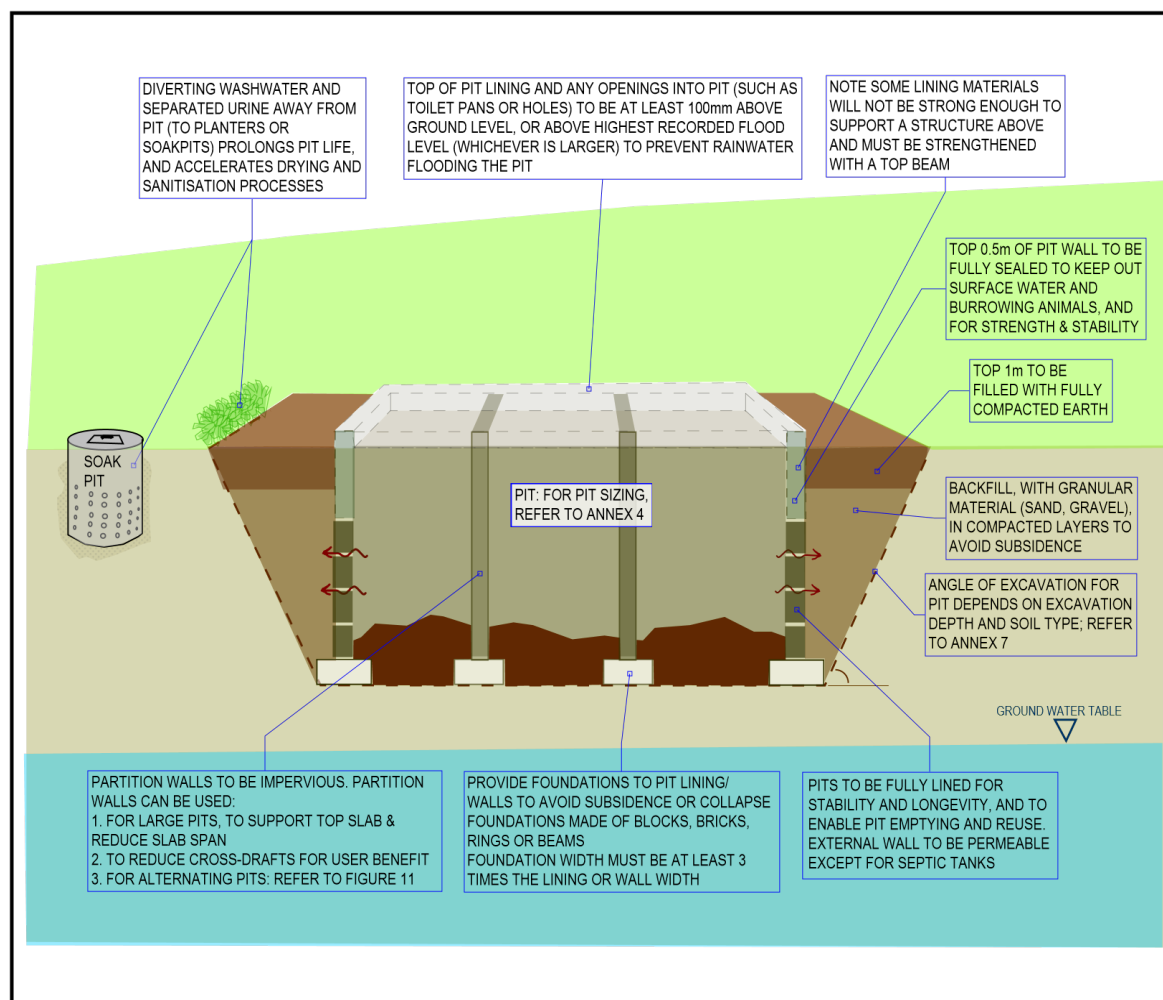 DIVERTING WASHWATER AND
SEPARATED URINE AWAY FROM
PIT (TO PLANTERS OR
SOAKPITS) PROLONGS PIT LIFE,
AND ACCELERATES DRYING AND
SANITISATION PROCESSES
TOP OF PIT LINING AND ANY OPENINGS INTO PIT (SUCH AS
TOILET PANS OR HOLES) TO BE AT LEAST 100mm ABOVE
GROUND LEVEL, OR ABOVE HIGHEST RECORDED FLOOD
LEVEL (WHICHEVER IS LARGER) TO PREVENT RAINWATER
FLOODING THE PIT
NOTE SOME LINING MATERIALS
WILL NOT BE STRONG ENOUGH TO
SUPPORT A STRUCTURE ABOVE
AND MUST BE STRENGTHENED
WITH A TOP BEAM
TOP 0.5m OF PIT WALL TO BE
FULLY SEALED TO KEEP OUT
SURFACE WATER AND
BURROWING ANIMALS, AND
FOR STRENGTH & STABILITY
TOP 1m TO BE
FILLED WITH FULLY
COMPACTED EARTH
SOAK
PIT
PIT: FOR PIT SIZING,
REFER TO ANNEX 4
BACKFILL, WITH GRANULAR
MATERIAL (SAND, GRAVEL),
IN COMPACTED LAYERS TO
AVOID SUBSIDENCE
ANGLE OF EXCAVATION FOR
PIT DEPENDS ON EXCAVATION
DEPTH AND SOIL TYPE; REFER
TO ANNEX 7
GROUND WATER TABLE
PARTITION WALLS TO BE IMPERVIOUS. PARTITION
WALLS CAN BE USED:
1. FOR LARGE PITS, TO SUPPORT TOP SLAB &
REDUCE SLAB SPAN
2. TO REDUCE CROSS-DRAFTS FOR USER BENEFIT
3. FOR ALTERNATING PITS: REFER TO FIGURE 11
PROVIDE FOUNDATIONS TO PIT LINING/
WALLS TO AVOID SUBSIDENCE OR COLLAPSE
FOUNDATIONS MADE OF BLOCKS, BRICKS,
RINGS OR BEAMS
FOUNDATION WIDTH MUST BE AT LEAST 3
TIMES THE LINING OR WALL WIDTH
PITS TO BE FULLY LINED FOR
STABILITY AND LONGEVITY, AND TO
ENABLE PIT EMPTYING AND REUSE.
EXTERNAL WALL TO BE PERMEABLE
EXCEPT FOR SEPTIC TANKS